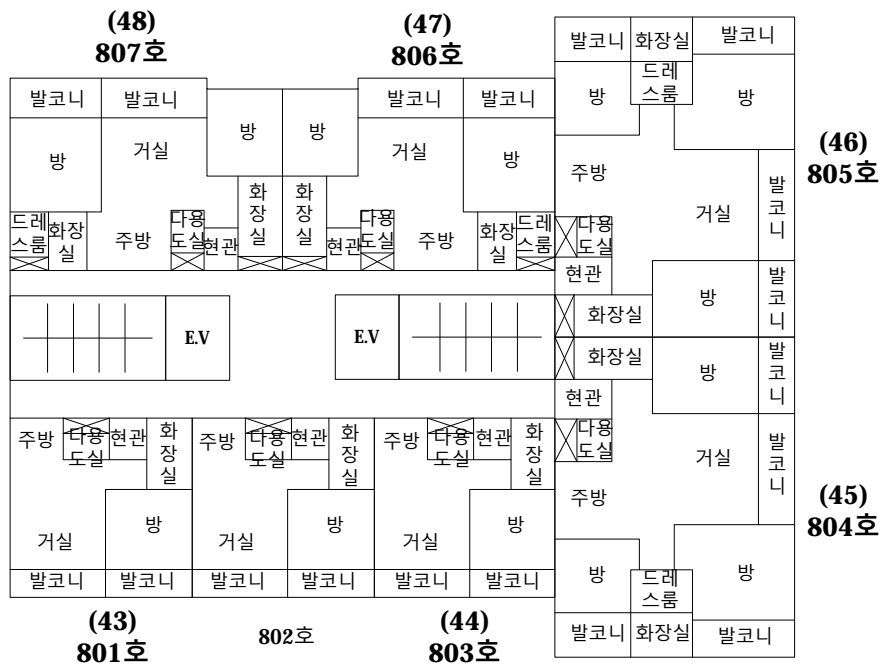 (48)
807호
(47)
806호
발코니
화장실
발코니
드레
스룸
방
방
발코니
발코니
방
방
발코니
발코니
거실
거실
방
방
(46)
805호
주방
발
코
니
거실
화
장
실
화
장
실
드레
스룸
화장
실
주방
다용
도실
현관
현관
다용
도실
주방
화장
실
드레
스룸
다용
도실
현관
방
발
코
니
화장실
E.V
E.V
화장실
방
발
코
니
현관
주방
다용
도실
현관
화
장
실
주방
다용
도실
현관
화
장
실
주방
다용
도실
현관
화
장
실
다용
도실
거실
발
코
니
주방
(45)
804호
거실
방
거실
방
거실
방
방
드레
스룸
방
발코니
발코니
발코니
발코니
발코니
발코니
발코니
화장실
발코니
(43)
801호
802호
(44)
803호